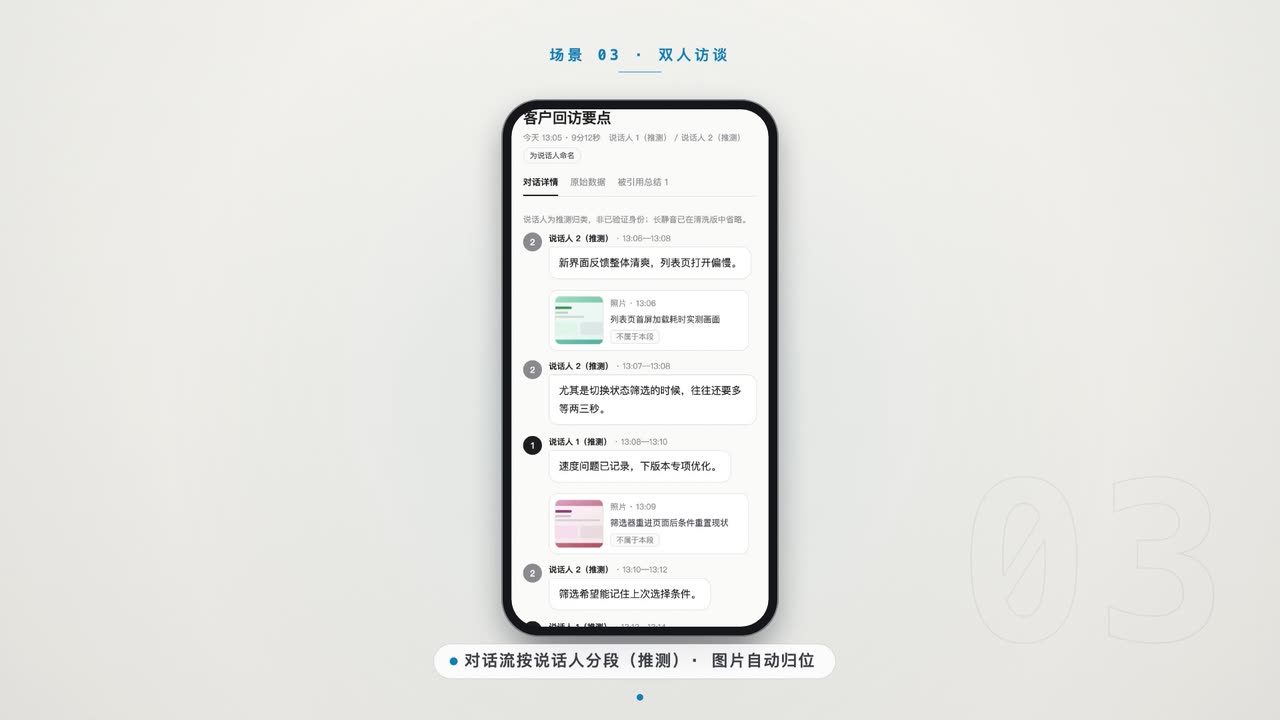 场景 03 · 双人访谈
客户回访要点
今天 13:05 · 9分12秒 说话人 1（推测） / 说话人 2（推测）
为说话人命名
对话详情 原始数据 被引用总结 1
说话人为推测归类，非已验证身份；长静音已在清洗版中省略。
2 说话人 2（推测） · 13:06—13:08
新界面反馈整体清爽，列表页打开偏慢。
照片 · 13:06
列表页首屏加载耗时实测画面
不属于本段
2 说话人 2（推测） · 13:07—13:08
尤其是切换状态筛选的时候，往往还要多
等两三秒。
1 说话人 1（推测） · 13:08—13:10
速度问题已记录，下版本专项优化。
照片 · 13:09
筛选器重进页面后条件重置现状
不属于本段
2 说话人 2（推测） · 13:10—13:12
筛选希望能记住上次选择条件。
说话人 1（推测）
对话流按说话人分段（推测）· 图片自动归位
03